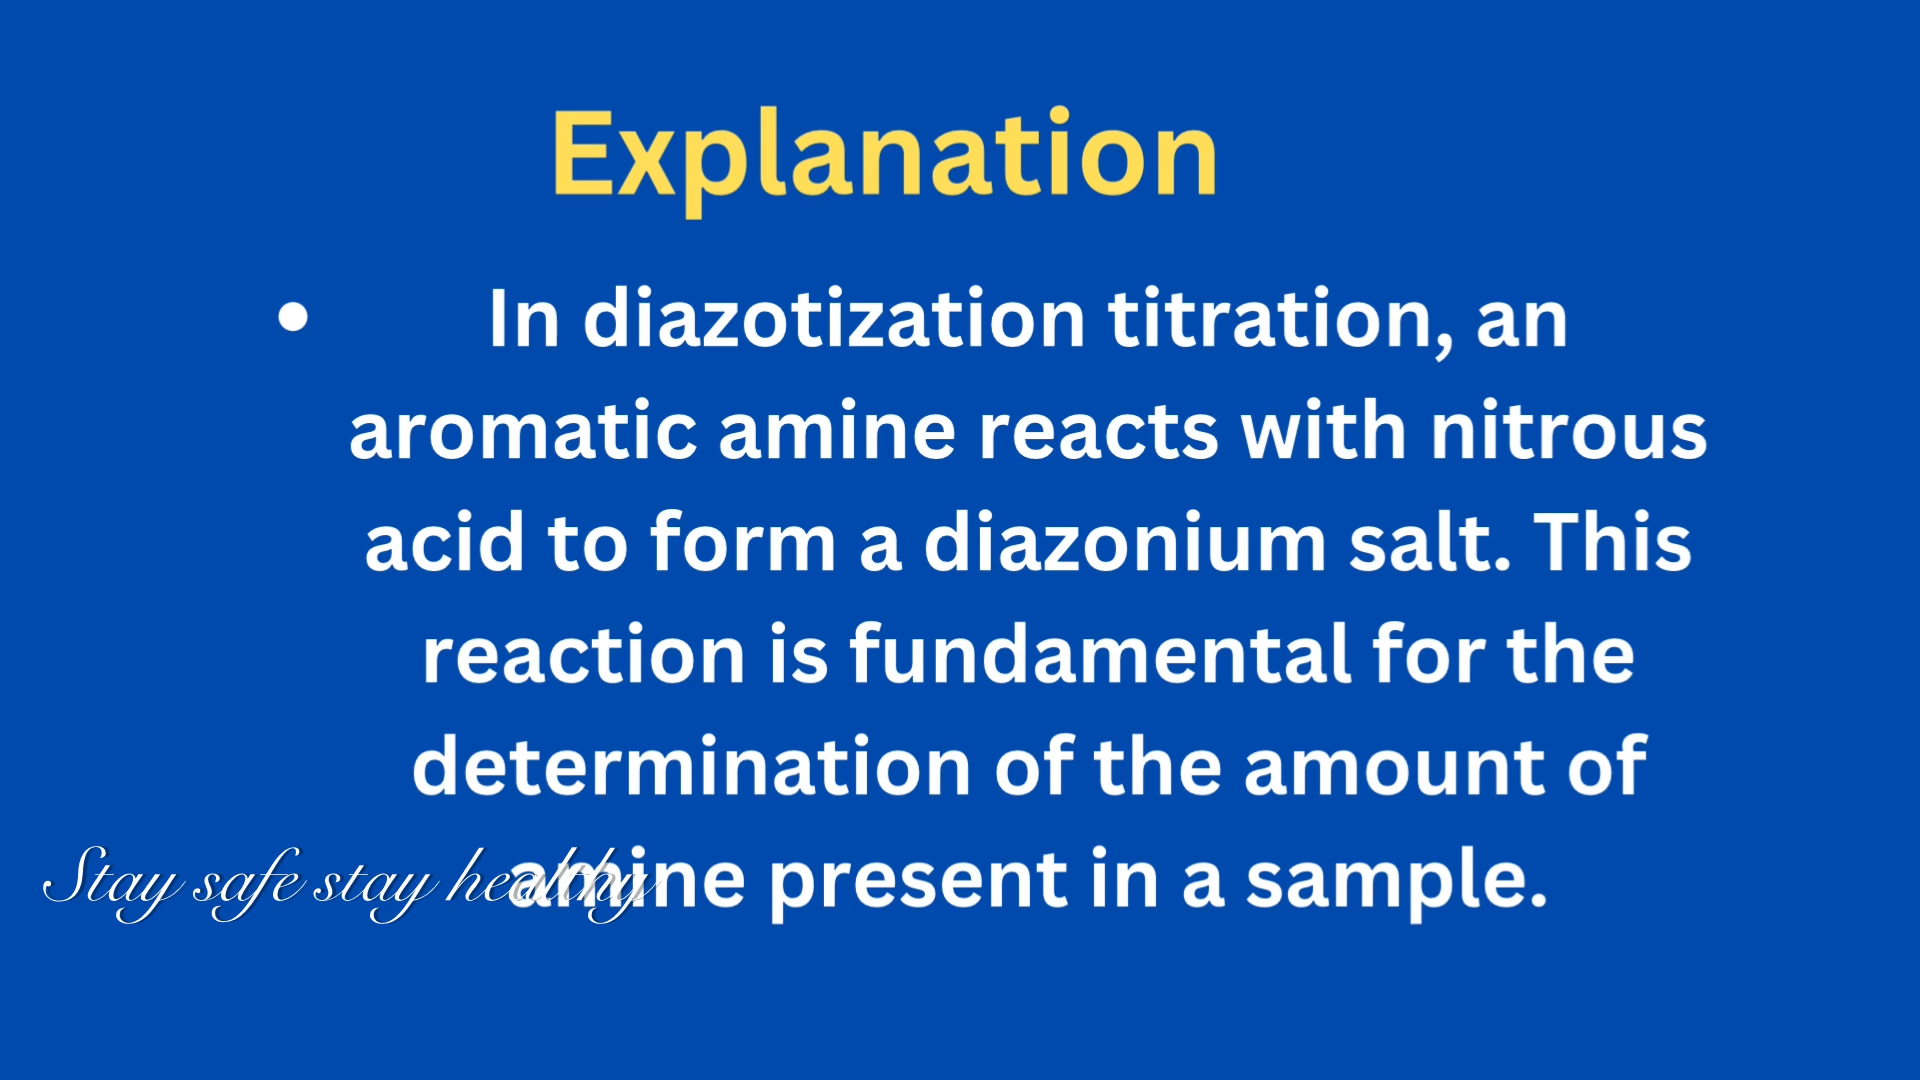 Explanation
• In diazotization titration, an
aromatic amine reacts with nitrous
acid to form a diazonium salt. This
reaction is fundamental for the
determination of the amount of
amine present in a sample.
Stay safe stay healthy